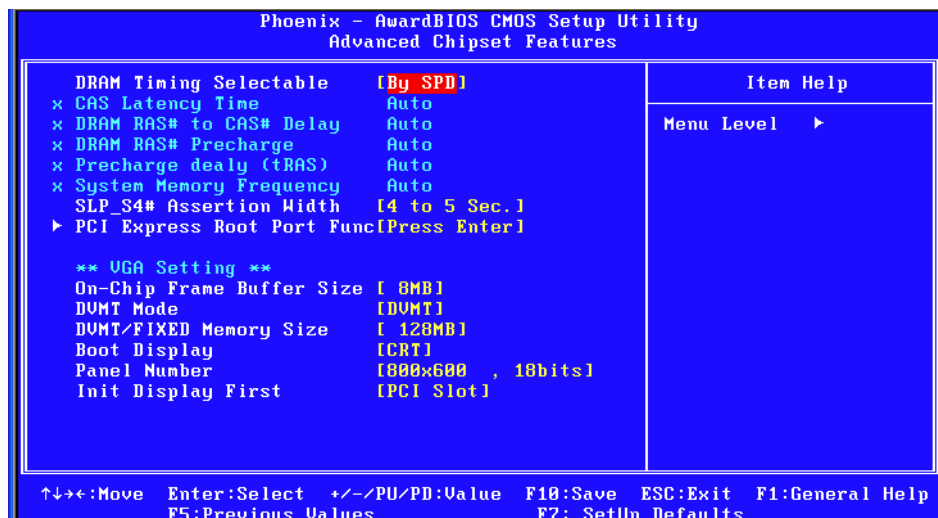 Phoenix - AwardBIOS CMOS Setup Utility
Advanced Chipset Features
DRAM Timing Selectable [By SPD]
x CAS Latency Time Auto
x DRAM RAS# to CAS# Delay Auto
x DRAM RAS# Precharge Auto
x Precharge dealy (tRAS) Auto
x System Memory Frequency Auto
SLP_S4# Assertion Width [4 to 5 Sec.]
► PCI Express Root Port Func[Press Enter]
** VGA Setting **
On-Chip Frame Buffer Size [ 8MB]
DVMT Mode [DVMT]
DVMT/FIXED Memory Size [ 128MB]
Boot Display [CRT]
Panel Number [800x600 , 18bits]
Init Display First [PCI Slot]
Item Help
Menu Level ►
↑↓→←:Move Enter:Select +/-/PU/PD:Value F10:Save ESC:Exit F1:General Help
F5:Previous Values F7: SetUp Defaults